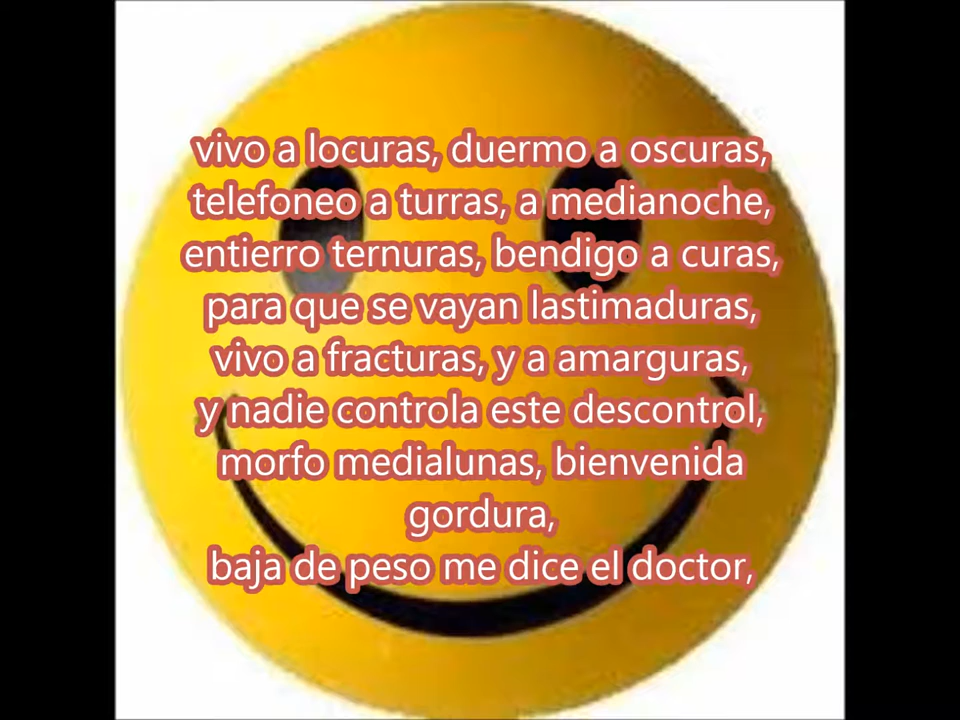 vivo a locuras, duermo a oscuras,
telefoneo a turras, a medianoche,
entierro ternuras, bendigo a curas,
para que se vayan lastimaduras,
vivo a fracturas, y a amarguras,
y nadie controla este descontrol,
morfo medialunas, bienvenida
gordura,
baja de peso me dice el doctor,